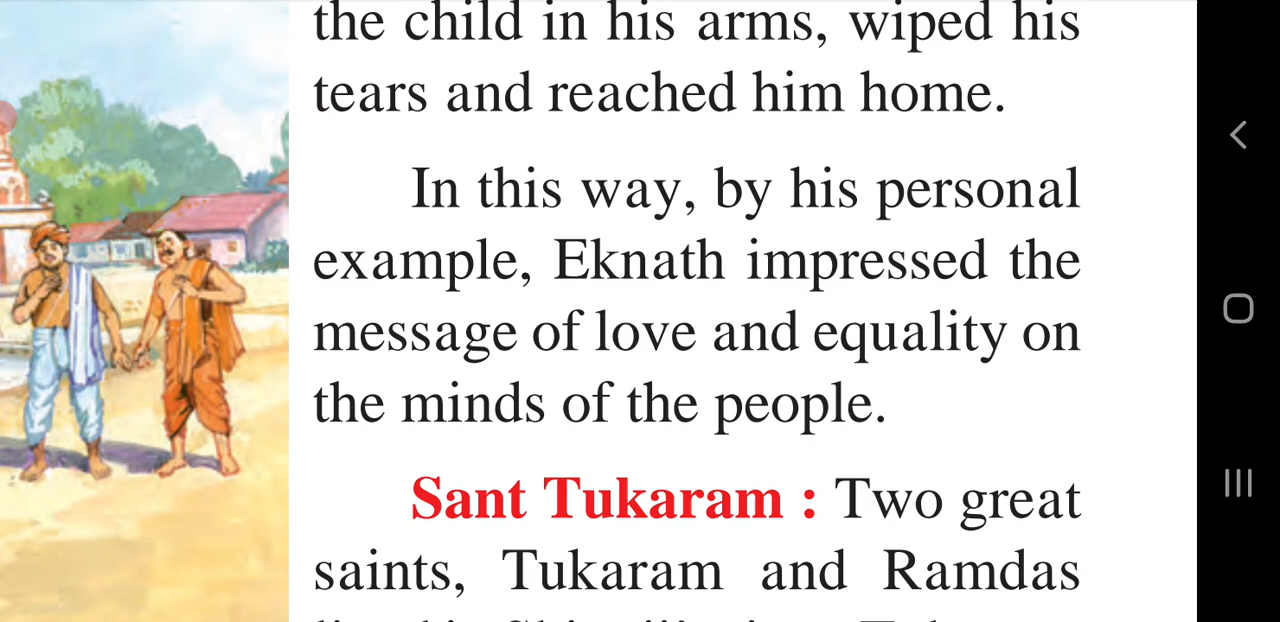 the child in his arms, wiped his
tears and reached him home.
In this way, by his personal
example, Eknath impressed the
message of love and equality on
the minds of the people.
Sant Tukaram : Two great
saints, Tukaram and Ramdas